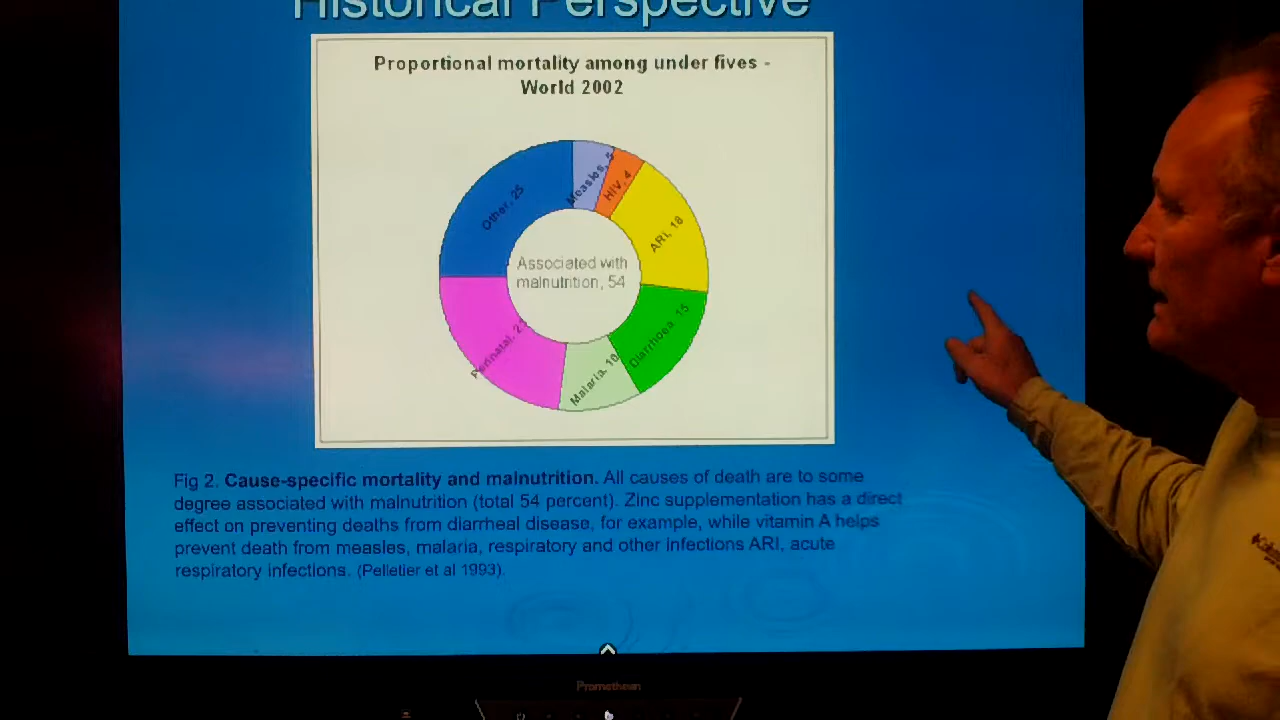 Historical Perspective
Proportional mortality among under fives -
World 2002
Measles, 5
HIV, 4
ARI, 18
Diarrhoea, 15
Malaria, 10
Perinatal, 23
Other, 25
Associated with
malnutrition, 54
Fig 2. Cause-specific mortality and malnutrition. All causes of death are to some
degree associated with malnutrition (total 54 percent). Zinc supplementation has a direct
effect on preventing deaths from diarrheal disease, for example, while vitamin A helps
prevent death from measles, malaria, respiratory and other infections ARI, acute
respiratory infections. (Pelletier et al 1993).
Promethean